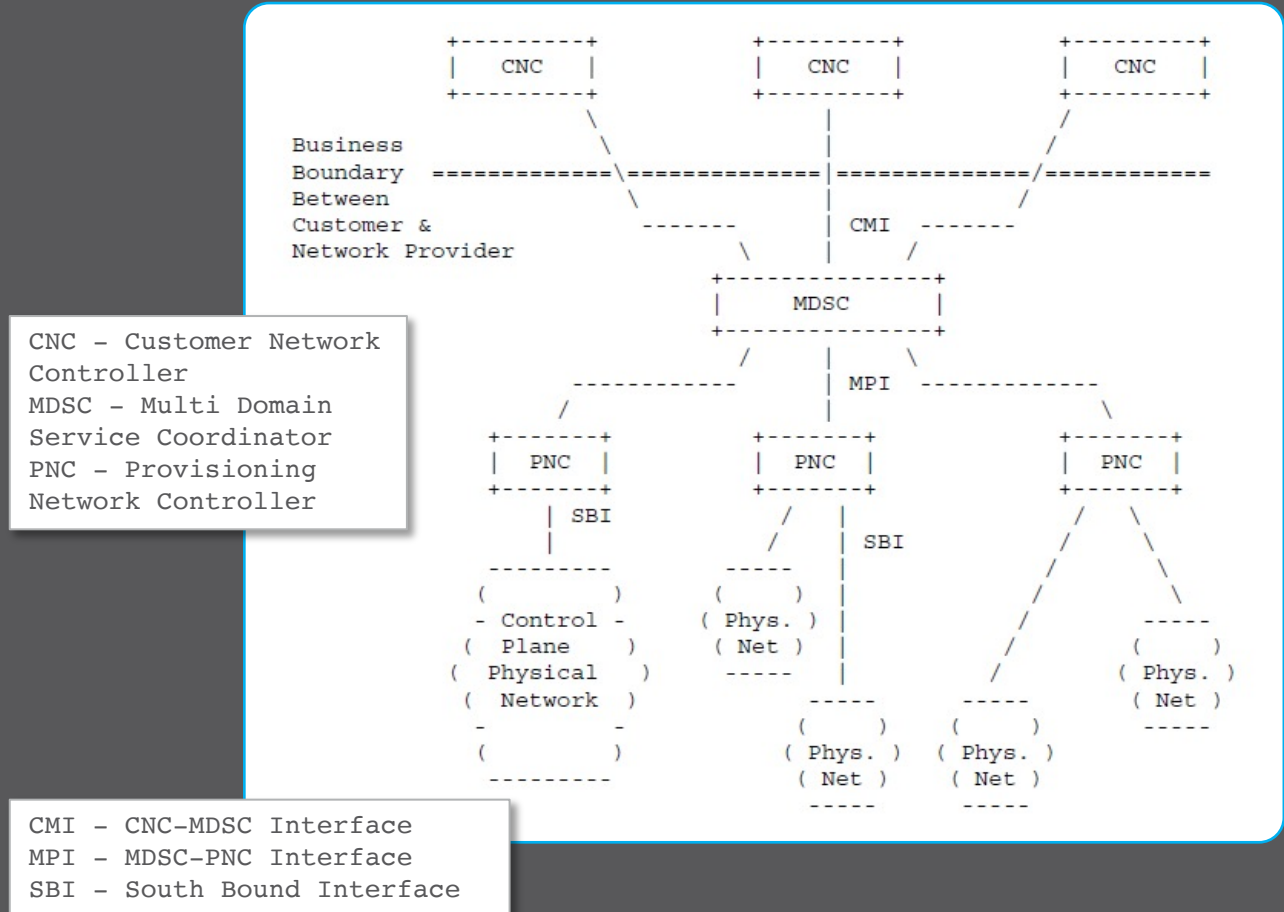 +---------+ +---------+ +---------+
| CNC | | CNC | | CNC |
+---------+ +---------+ +---------+
\ | /
Business \ | /
Boundary =============\===============|===============/============
Between \ | /
Customer & ------- | CMI -------
Network Provider \ | /
+---------------+
| MDSC |
+---------------+
/ | \
------------ | MPI -------------
/ | \
+-------+ +-------+ +-------+
| PNC | | PNC | | PNC |
+-------+ +-------+ +-------+
| SBI / | / \
| / | SBI / \
--------- ----- | / \
( ) ( ) | / \
- Control - ( Phys. ) | / -----
( Plane ) ( Net ) | / ( )
( Physical ) ----- | / ( Phys. )
( Network ) ----- ----- ( Net )
- - ( ) ( ) -----
( ) ( Phys. ) ( Phys. )
--------- ( Net ) ( Net )
----- -----
CNC – Customer Network
Controller
MDSC – Multi Domain
Service Coordinator
PNC – Provisioning
Network Controller
CMI – CNC-MDSC Interface
MPI – MDSC-PNC Interface
SBI – South Bound Interface